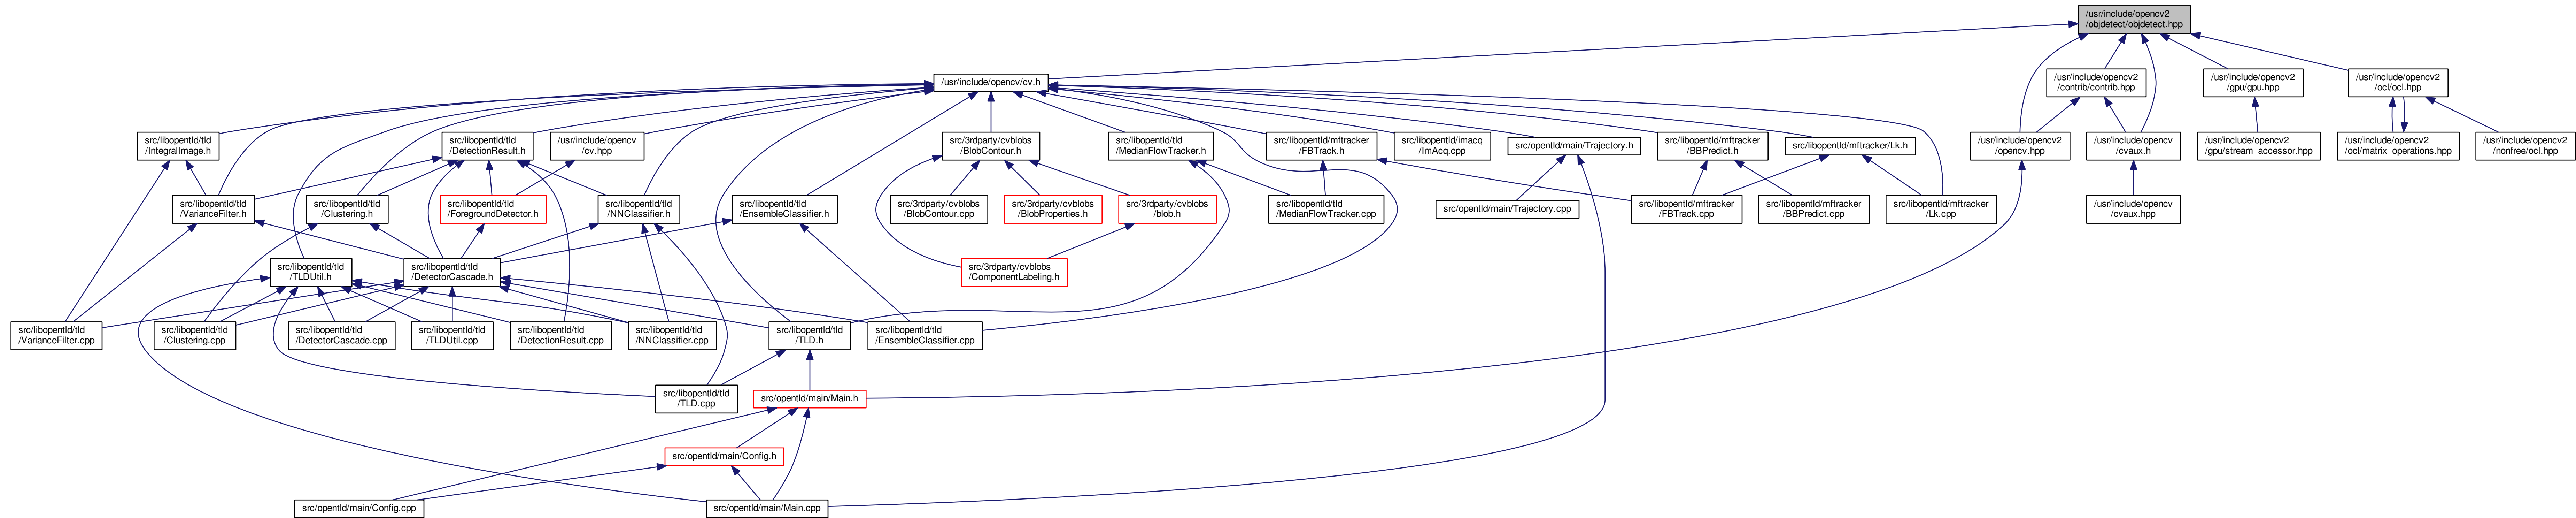 /usr/include/opencv2
/objdetect/objdetect.hpp
/usr/include/opencv/cv.h
/usr/include/opencv2
/contrib/contrib.hpp
/usr/include/opencv2
/gpu/gpu.hpp
/usr/include/opencv2
/ocl/ocl.hpp
src/libopentld/tld
/IntegralImage.h
src/libopentld/tld
/DetectionResult.h
/usr/include/opencv
/cv.hpp
src/3rdparty/cvblobs
/BlobContour.h
src/libopentld/tld
/MedianFlowTracker.h
src/libopentld/mftracker
/FBTrack.h
src/libopentld/imacq
/ImAcq.cpp
src/opentld/main/Trajectory.h
src/libopentld/mftracker
/BBPredict.h
src/libopentld/mftracker/Lk.h
/usr/include/opencv2
/opencv.hpp
/usr/include/opencv
/cvaux.h
/usr/include/opencv2
/gpu/stream_accessor.hpp
/usr/include/opencv2
/ocl/matrix_operations.hpp
/usr/include/opencv2
/nonfree/ocl.hpp
src/libopentld/tld
/VarianceFilter.h
src/libopentld/tld
/Clustering.h
src/libopentld/tld
/ForegroundDetector.h
src/libopentld/tld
/NNClassifier.h
src/libopentld/tld
/EnsembleClassifier.h
src/3rdparty/cvblobs
/BlobContour.cpp
src/3rdparty/cvblobs
/BlobProperties.h
src/3rdparty/cvblobs
/blob.h
src/libopentld/tld
/MedianFlowTracker.cpp
src/opentld/main/Trajectory.cpp
src/libopentld/mftracker
/FBTrack.cpp
src/libopentld/mftracker
/BBPredict.cpp
src/libopentld/mftracker
/Lk.cpp
/usr/include/opencv
/cvaux.hpp
src/libopentld/tld
/TLDUtil.h
src/libopentld/tld
/DetectorCascade.h
src/3rdparty/cvblobs
/ComponentLabeling.h
src/libopentld/tld
/VarianceFilter.cpp
src/libopentld/tld
/Clustering.cpp
src/libopentld/tld
/DetectorCascade.cpp
src/libopentld/tld
/TLDUtil.cpp
src/libopentld/tld
/DetectionResult.cpp
src/libopentld/tld
/NNClassifier.cpp
src/libopentld/tld
/TLD.h
src/libopentld/tld
/EnsembleClassifier.cpp
src/libopentld/tld
/TLD.cpp
src/opentld/main/Main.h
src/opentld/main/Config.h
src/opentld/main/Config.cpp
src/opentld/main/Main.cpp